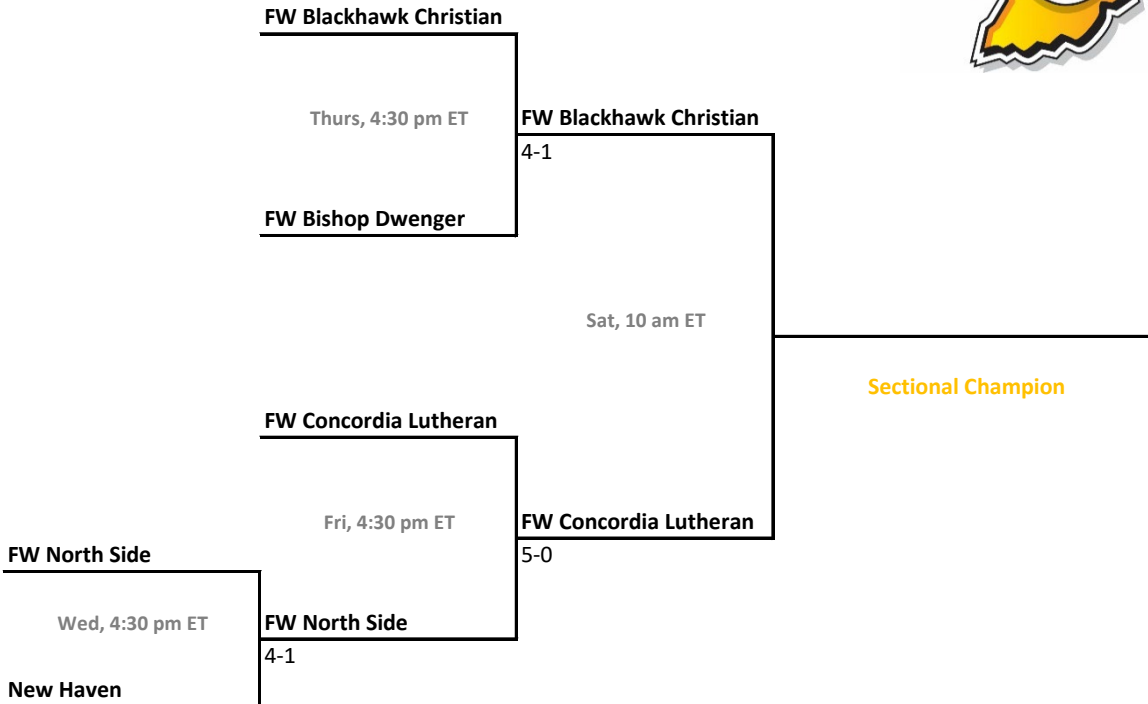 FW Blackhawk Christian
Thurs, 4:30 pm ET
FW Blackhawk Christian
4-1
FW Bishop Dwenger
Sat, 10 am ET
Sectional Champion
FW Concordia Lutheran
Fri, 4:30 pm ET
FW Concordia Lutheran
5-0
FW North Side
Wed, 4:30 pm ET
FW North Side
4-1
New Haven